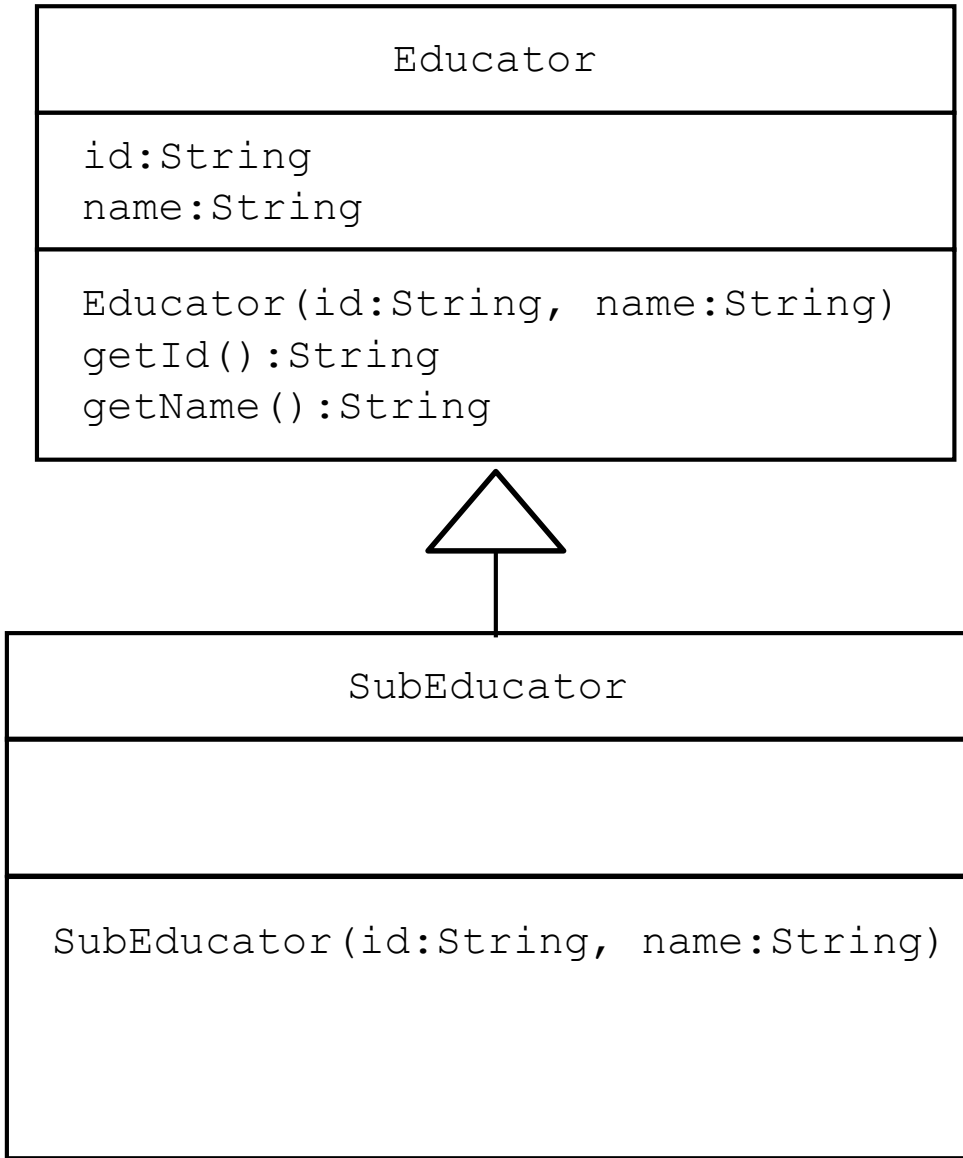 Educator
id:String
name:String
Educator(id:String, name:String)
getId():String
getName():String
SubEducator
SubEducator(id:String, name:String)